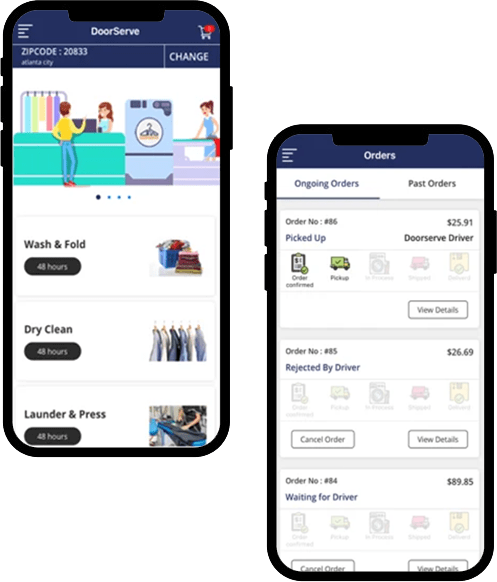 DoorServe
ZIPCODE : 20833
atlanta city
CHANGE
Wash & Fold
48 hours
Dry Clean
48 hours
Launder & Press
48 hours
Orders
Ongoing Orders
Past Orders
Order No : #86
$25.91
Picked Up
Doorserve Driver
Order
confirmed
Pickup
In Process
Shipped
Delivered
View Details
Order No : #85
$26.69
Rejected By Driver
Order
confirmed
Pickup
In Process
Shipped
Delivered
Cancel Order
View Details
Order No : #84
$89.85
Waiting for Driver
Order
confirmed
Pickup
In Process
Shipped
Delivered
Cancel Order
View Details